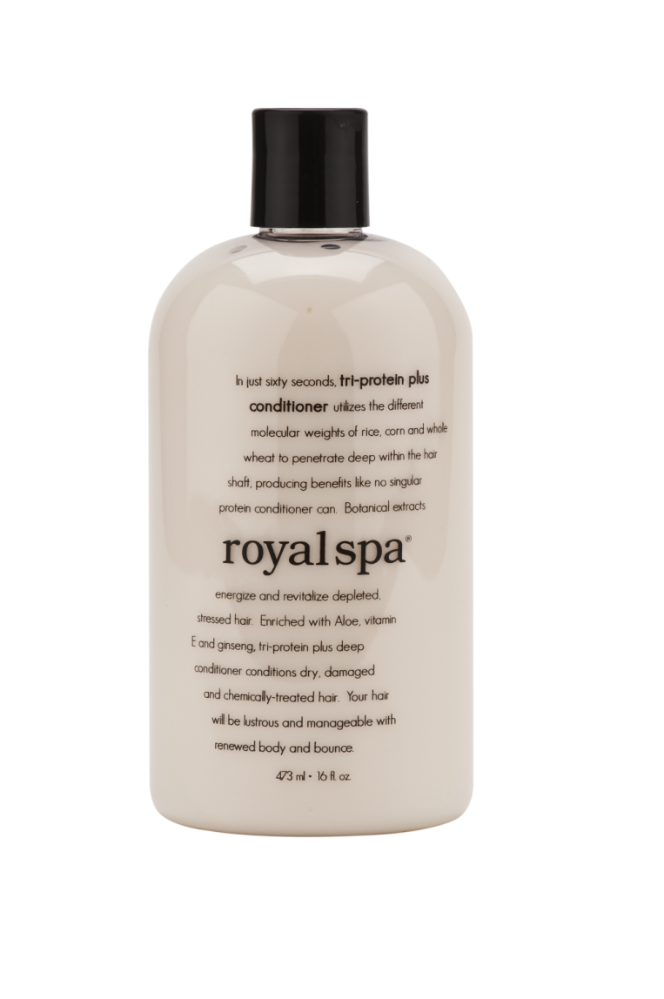 In just sixty seconds, tri-protein plus
conditioner utilizes the different
molecular weights of rice, corn and whole
wheat to penetrate deep within the hair
shaft, producing benefits like no singular
protein conditioner can. Botanical extracts
royal spa®
energize and revitalize depleted,
stressed hair. Enriched with Aloe, vitamin
E and ginseng, tri-protein plus deep
conditioner conditions dry, damaged
and chemically-treated hair. Your hair
will be lustrous and manageable with
renewed body and bounce.
473 ml • 16 fl. oz.